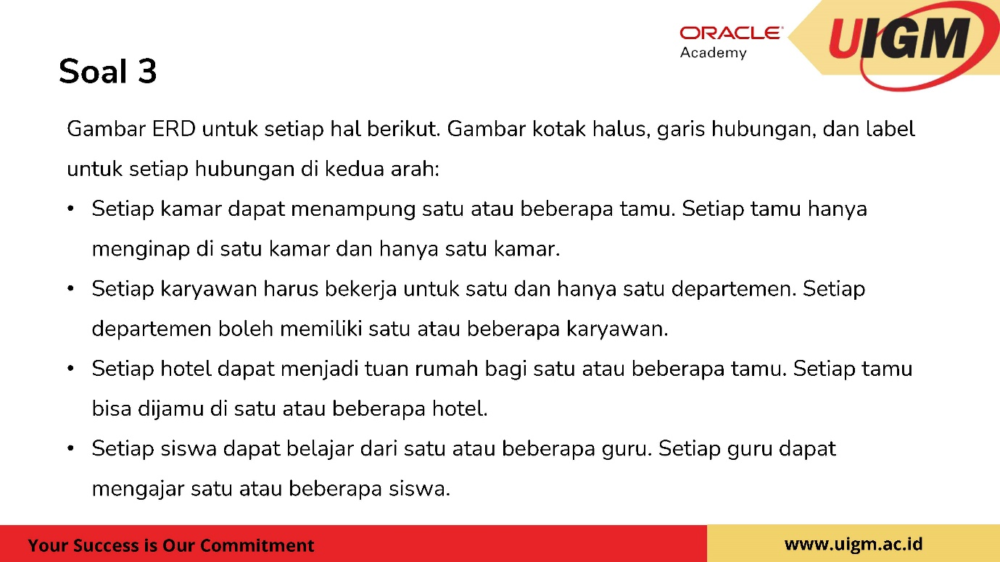 ORACLE
Academy
UIGM
Soal 3
Gambar ERD untuk setiap hal berikut. Gambar kotak halus, garis hubungan, dan label
untuk setiap hubungan di kedua arah:
• Setiap kamar dapat menampung satu atau beberapa tamu. Setiap tamu hanya
menginap di satu kamar dan hanya satu kamar.
• Setiap karyawan harus bekerja untuk satu dan hanya satu departemen. Setiap
departemen boleh memiliki satu atau beberapa karyawan.
• Setiap hotel dapat menjadi tuan rumah bagi satu atau beberapa tamu. Setiap tamu
bisa dijamu di satu atau beberapa hotel.
• Setiap siswa dapat belajar dari satu atau beberapa guru. Setiap guru dapat
mengajar satu atau beberapa siswa.
Your Success is Our Commitment
www.uigm.ac.id